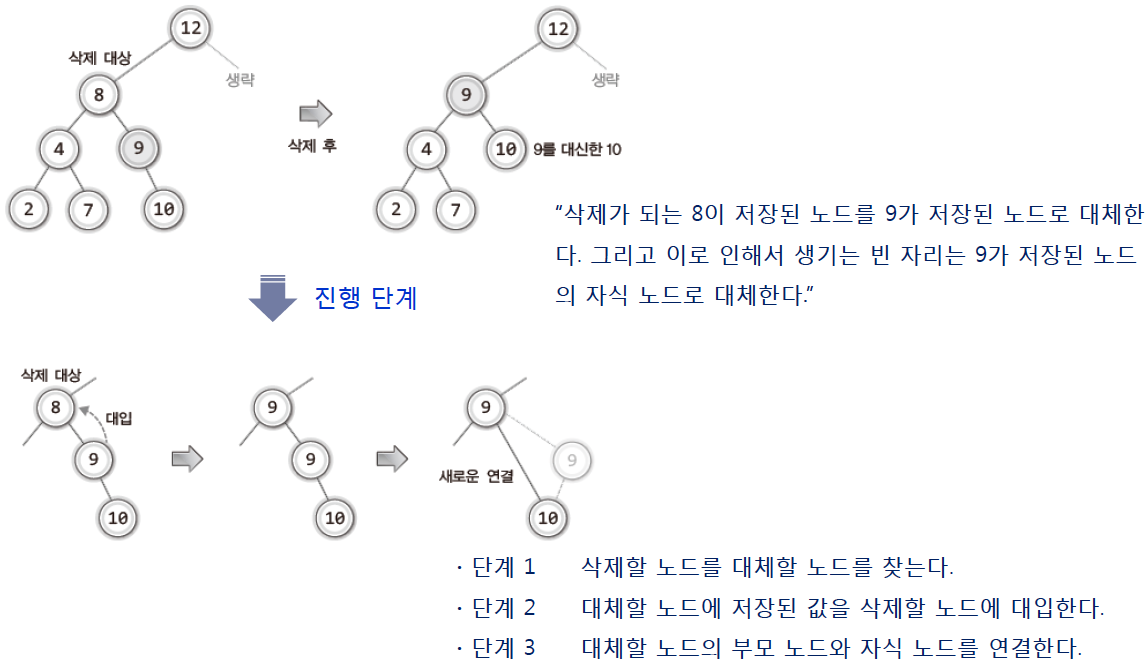 12
삭제 대상
생략
8
4
9
2
7
10
삭제 후
12
생략
9
4
10
9를 대신한 10
2
7
"삭제가 되는 8이 저장된 노드를 9가 저장된 노드로 대체한
다. 그리고 이로 인해서 생기는 빈 자리는 9가 저장된 노드
의 자식 노드로 대체한다."
진행 단계
삭제 대상
8
대입
9
10
9
9
10
9
9
새로운 연결
10
· 단계 1 삭제할 노드를 대체할 노드를 찾는다.
· 단계 2 대체할 노드에 저장된 값을 삭제할 노드에 대입한다.
· 단계 3 대체할 노드의 부모 노드와 자식 노드를 연결한다.